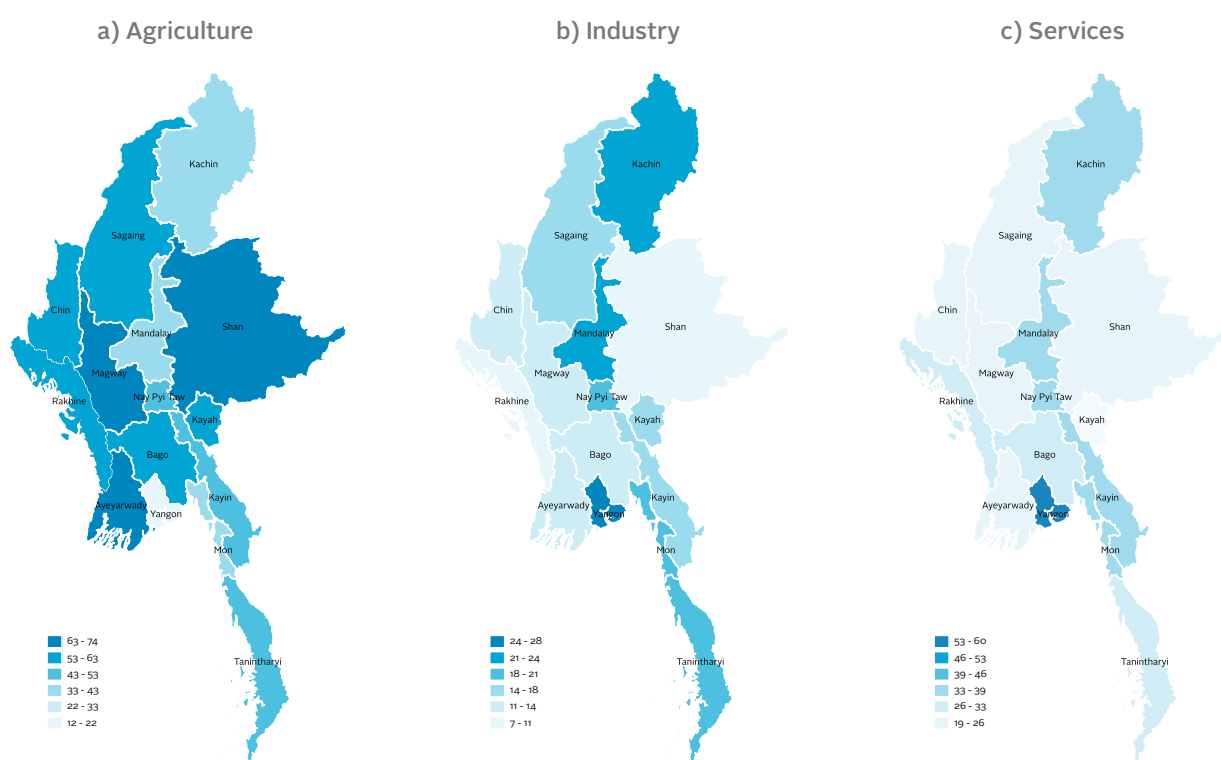 a) Agriculture
Kachin
Sagaing
Chin
Shan
Mandalay
Magway
Nay Pyi Taw
Rakhine
Kayah
Bago
Kayin
Ayeyarwady
Yangon
Mon
Tanintharyi
63 - 74
53 - 63
43 - 53
33 - 43
22 - 33
12 - 22
b) Industry
Kachin
Sagaing
Chin
Shan
Mandalay
Magway
Nay Pyi Taw
Rakhine
Kayah
Bago
Kayin
Ayeyarwady
Yangon
Mon
Tanintharyi
24 - 28
21 - 24
18 - 21
14 - 18
11 - 14
7 - 11
c) Services
Kachin
Sagaing
Chin
Shan
Mandalay
Magway
Nay Pyi Taw
Rakhine
Kayah
Bago
Kayin
Ayeyarwady
Yangon
Mon
Tanintharyi
53 - 60
46 - 53
39 - 46
33 - 39
26 - 33
19 - 26